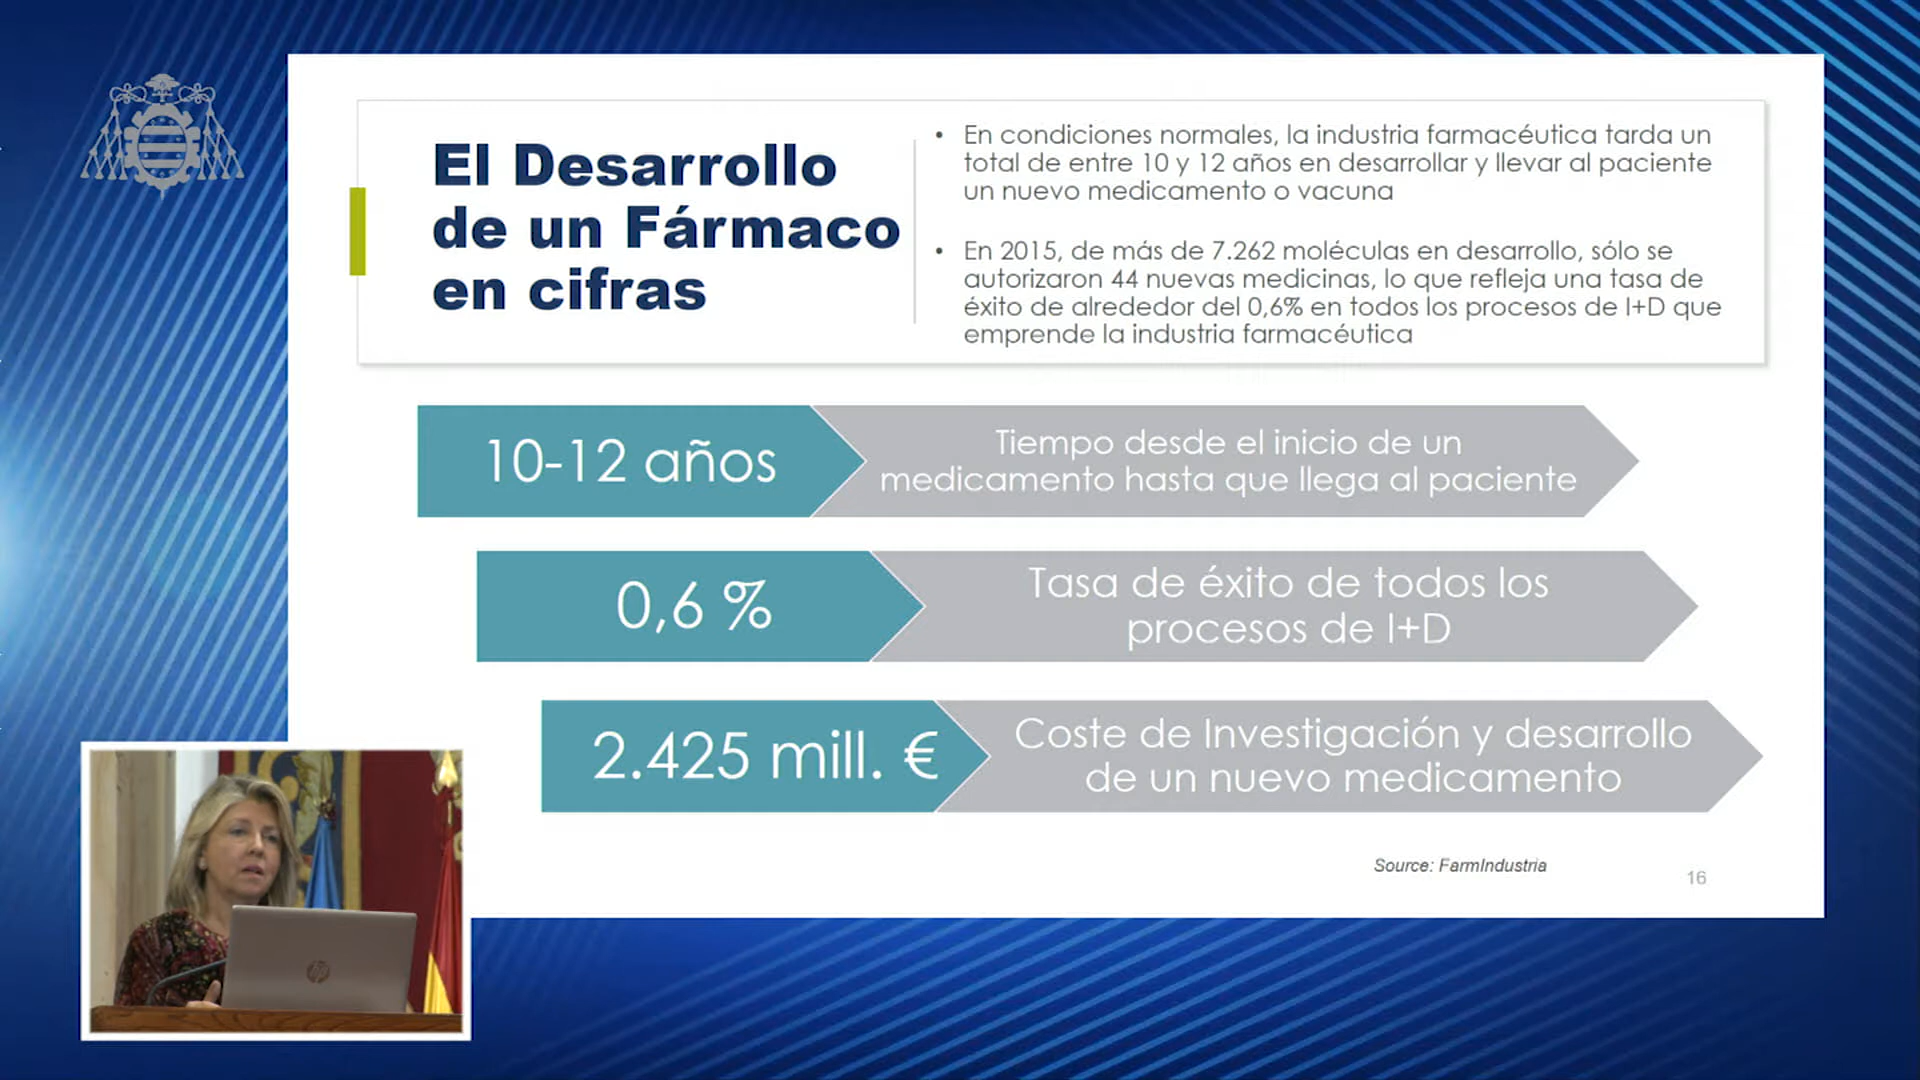 El Desarrollo
de un Fármaco
en cifras
• En condiciones normales, la industria farmacéutica tarda un
total de entre 10 y 12 años en desarrollar y llevar al paciente
un nuevo medicamento o vacuna
• En 2015, de más de 7.262 moléculas en desarrollo, sólo se
autorizaron 44 nuevas medicinas, lo que refleja una tasa de
éxito de alrededor del 0,6% en todos los procesos de I+D que
emprende la industria farmacéutica
10-12 años
Tiempo desde el inicio de un
medicamento hasta que llega al paciente
0,6 %
Tasa de éxito de todos los
procesos de I+D
2.425 mill. €
Coste de Investigación y desarrollo
de un nuevo medicamento
Source: FarmIndustria
16
hp